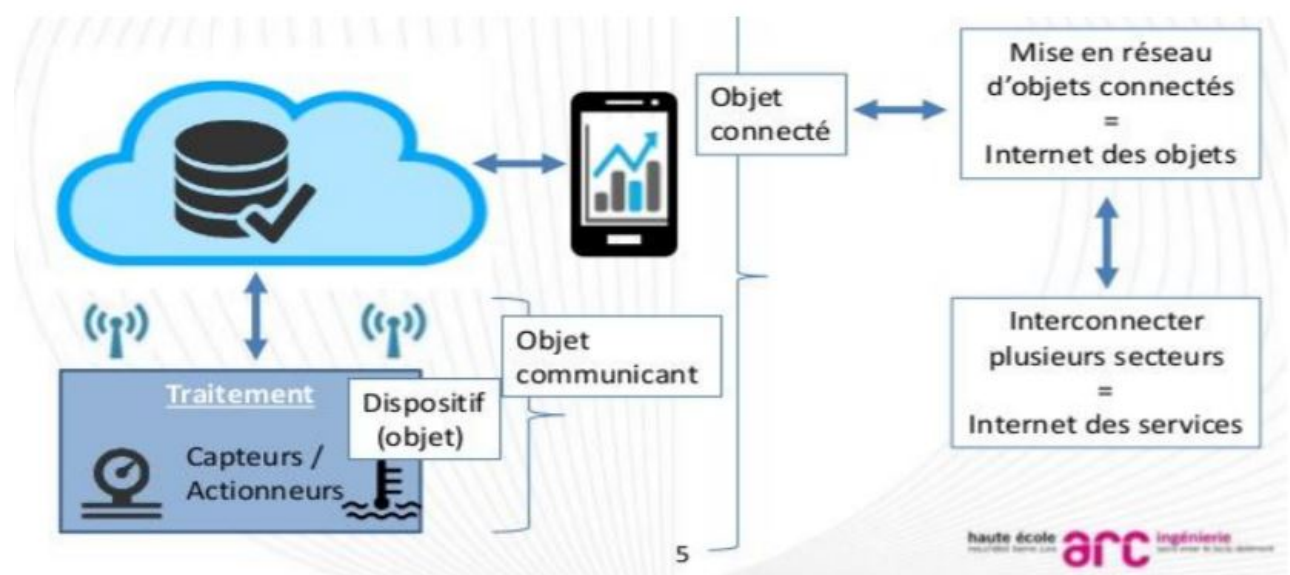 Objet
connecté
Mise en réseau
d'objets connectés
=
Internet des objets
Objet
communicant
Traitement
Dispositif
(objet)
Capteurs /
Actionneurs
Interconnecter
plusieurs secteurs
=
Internet des services
5
haute école
arc
ingénierie